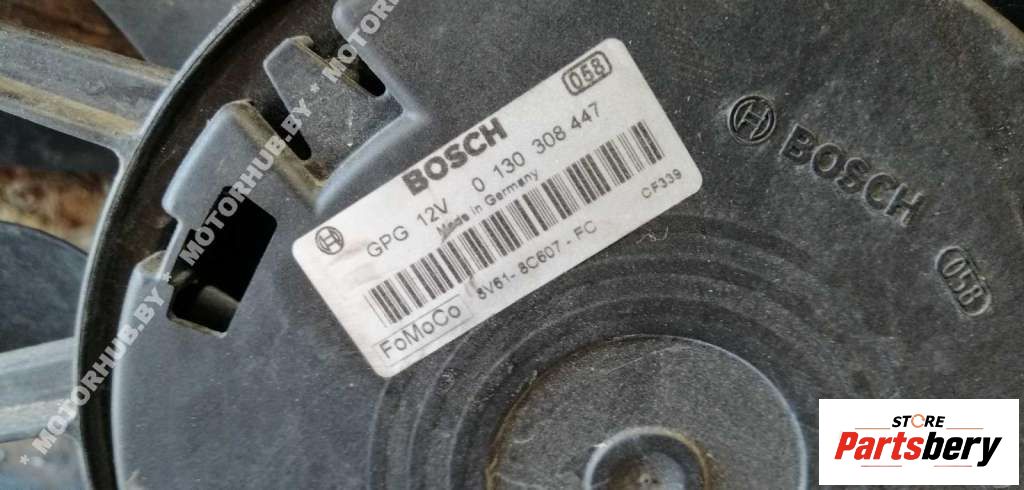 058
BOSCH
0 130 308 447
GPG 12V
Made in Germany
CF339
8V61-8C607-FC
FoMoCo
BOSCH
058
* MOTORHUB.BY * MOTORHUB.BY * MOTORHUB.BY
STORE
Partsbery